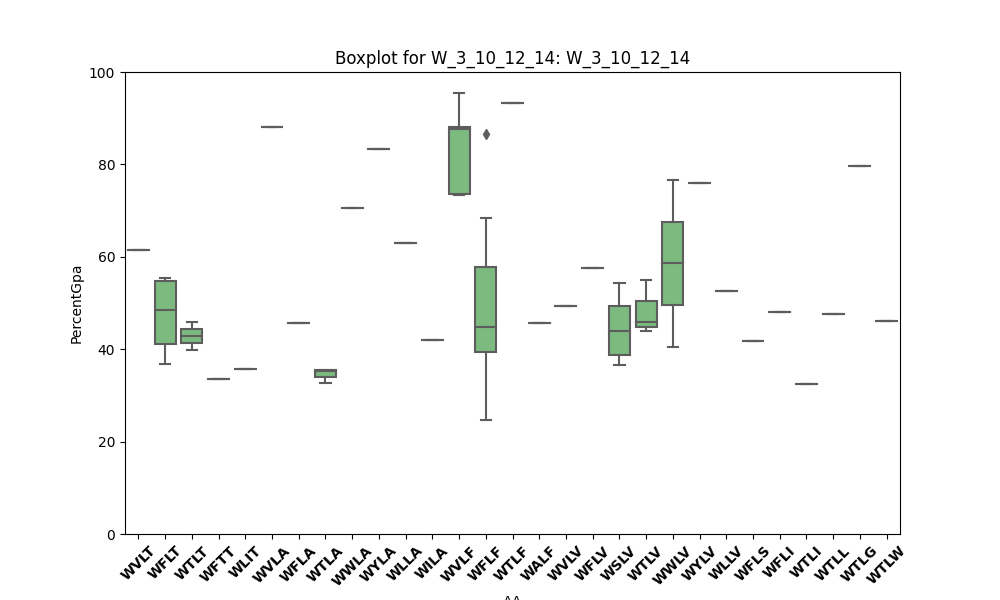 Boxplot for W_3_10_12_14: W_3_10_12_14
PercentGpa
100
80
60
40
20
0
WVLT WFLT WTLT WFTT WLIT WVLA WFLA WTLA WWLA WYLA WLLA WILA WVLF WFLF WTLF WALF WVLV WFLV WSLV WTLV WWLV WYLV WLLV WFLS WFLI WTLI WTLL WTLG WTLW
AA